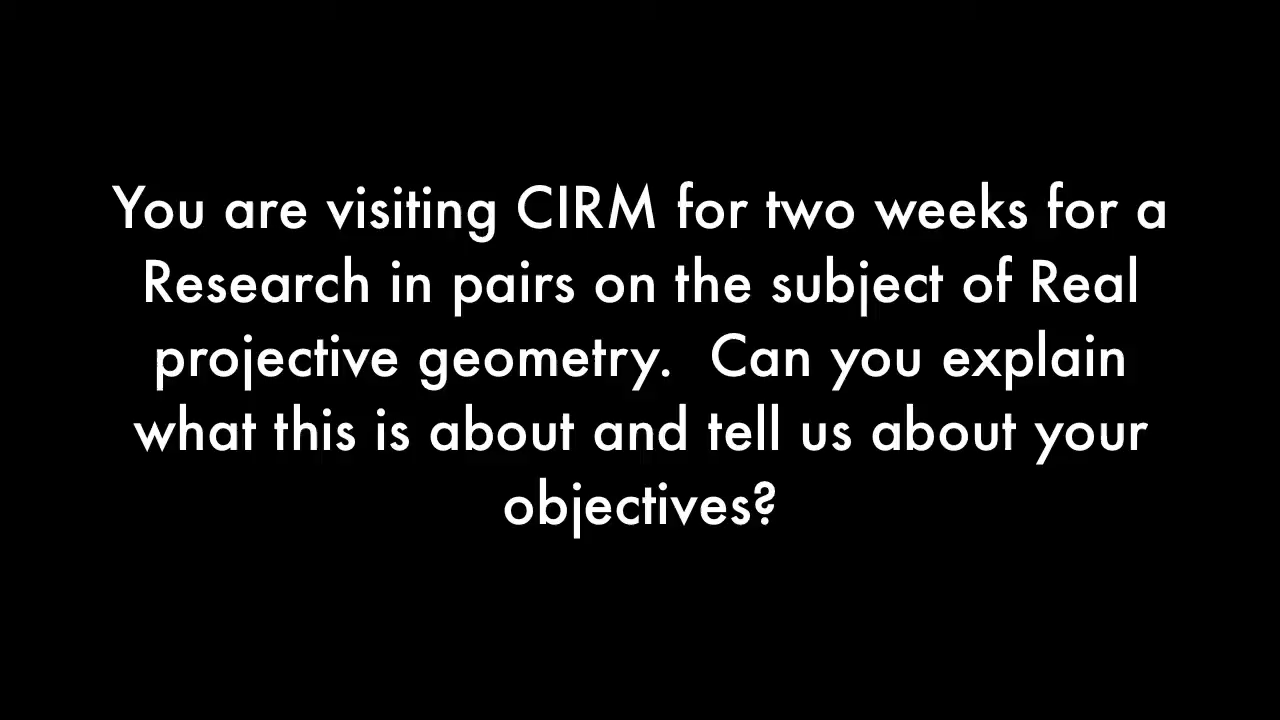 You are visiting CIRM for two weeks for a
Research in pairs on the subject of Real
projective geometry.  Can you explain
what this is about and tell us about your
objectives?